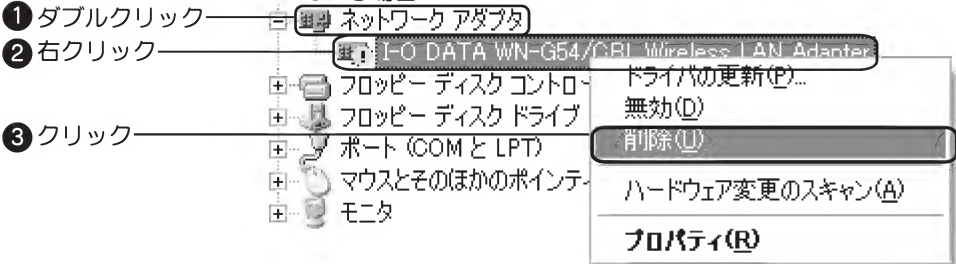 ❶ダブルクリック
ネットワーク アダプタ
❷右クリック
I-O DATA WN-G54/CBL Wireless LAN Adapter
フロッピー ディスク コントロー
フロッピー ディスク ドライブ
❸クリック
ポート (COM と LPT)
マウスとそのほかのポインティ
モニタ
ドライバの更新(P)...
無効(D)
削除(U)
ハードウェア変更のスキャン(A)
プロパティ(R)